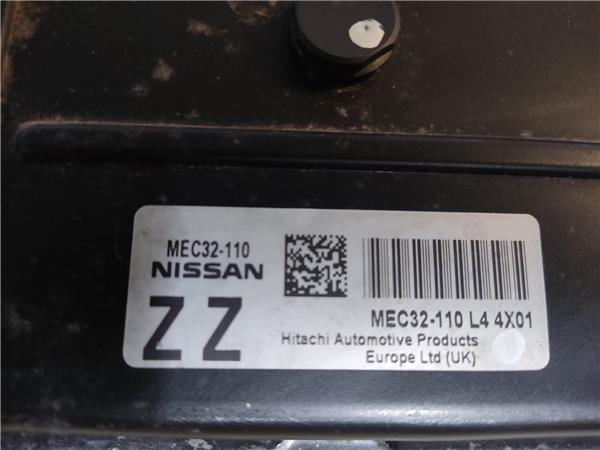 MEC32-110
NISSAN
ZZ
MEC32-110 L4 4X01
Hitachi Automotive Products
Europe Ltd (UK)